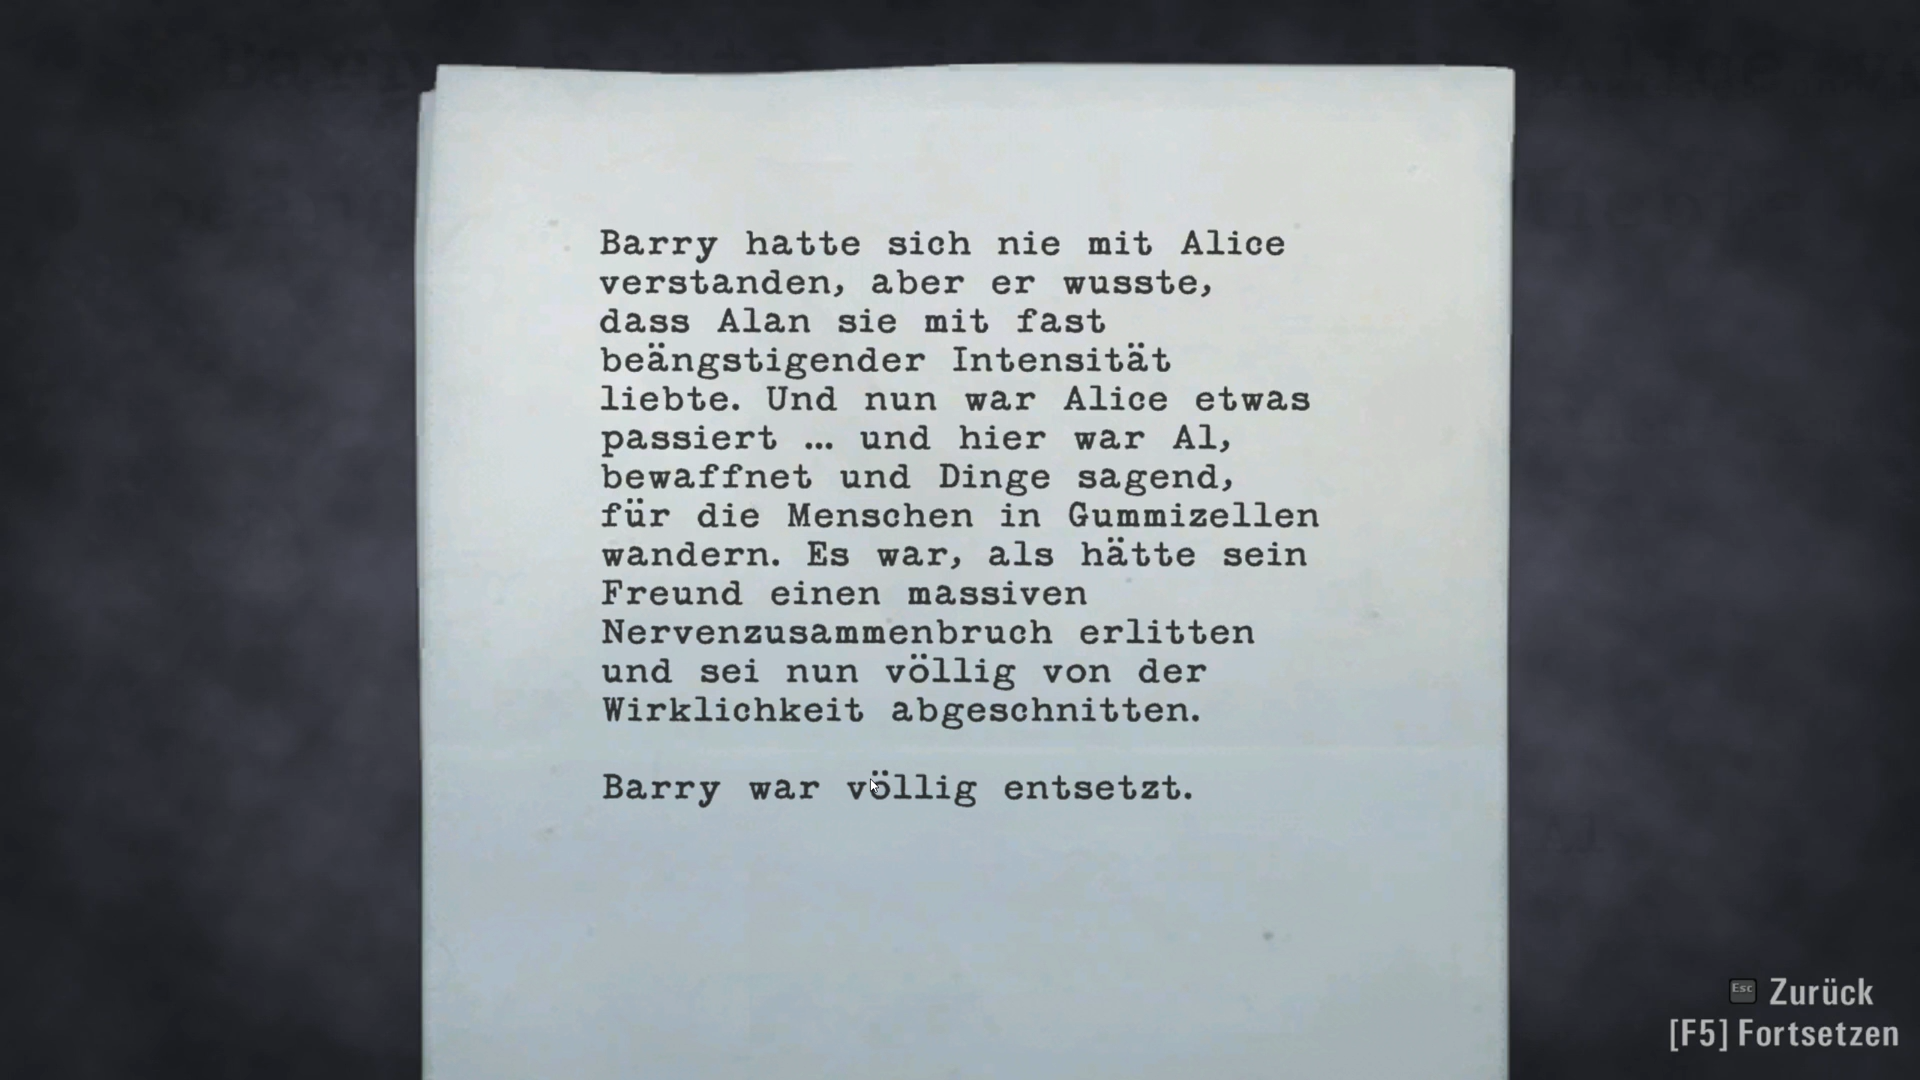 Barry hatte sich nie mit Alice
verstanden, aber er wusste,
dass Alan sie mit fast
beängstigender Intensität
liebte. Und nun war Alice etwas
passiert … und hier war Al,
bewaffnet und Dinge sagend,
für die Menschen in Gummizellen
wandern. Es war, als hätte sein
Freund einen massiven
Nervenzusammenbruch erlitten
und sei nun völlig von der
Wirklichkeit abgeschnitten.
Barry war völlig entsetzt.
Esc Zurück
[F5] Fortsetzen